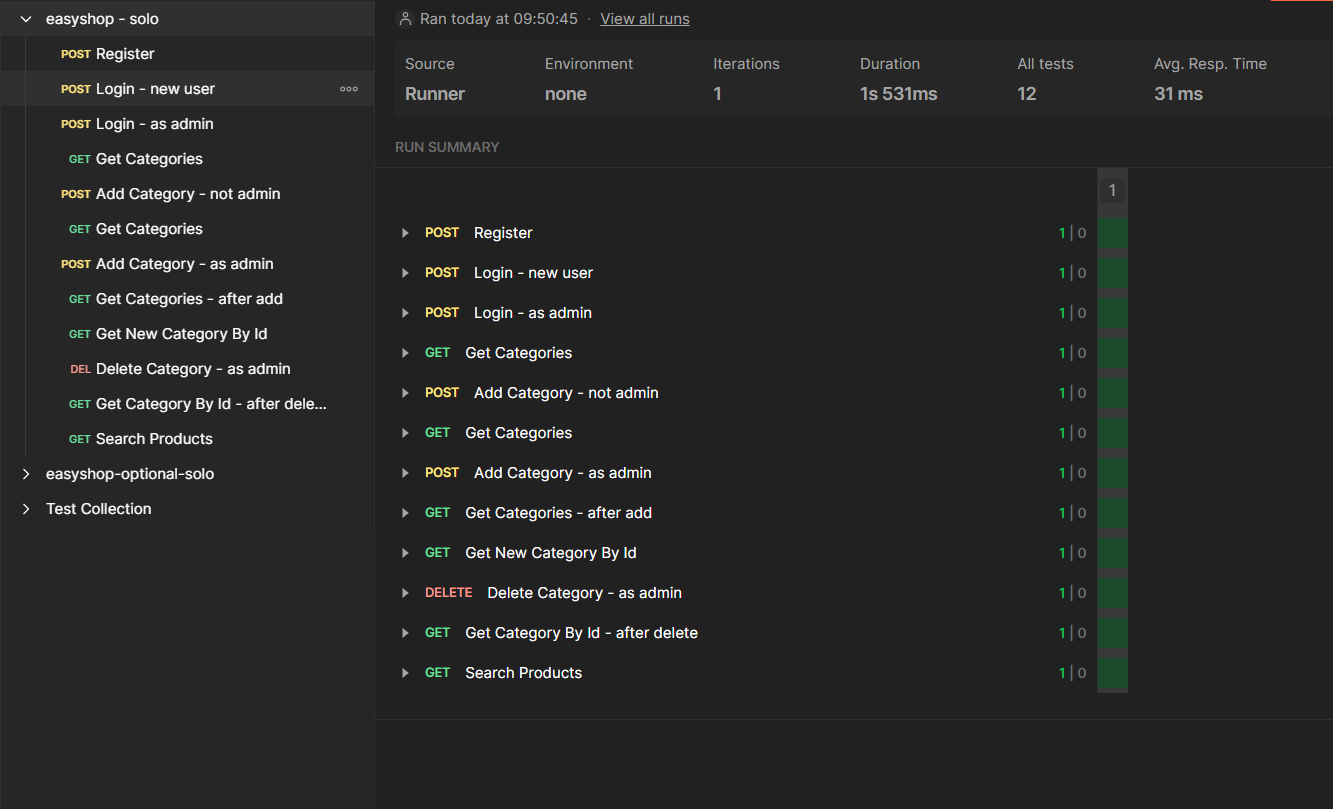 easyshop - solo
POST Register
POST Login - new user
POST Login - as admin
GET Get Categories
POST Add Category - not admin
GET Get Categories
POST Add Category - as admin
GET Get Categories - after add
GET Get New Category By Id
DEL Delete Category - as admin
GET Get Category By Id - after dele...
GET Search Products
easyshop-optional-solo
Test Collection
Ran today at 09:50:45 · View all runs
Source Environment Iterations Duration All tests Avg. Resp. Time
Runner none 1 1s 531ms 12 31 ms
RUN SUMMARY
1
POST Register 1 | 0
POST Login - new user 1 | 0
POST Login - as admin 1 | 0
GET Get Categories 1 | 0
POST Add Category - not admin 1 | 0
GET Get Categories 1 | 0
POST Add Category - as admin 1 | 0
GET Get Categories - after add 1 | 0
GET Get New Category By Id 1 | 0
DELETE Delete Category - as admin 1 | 0
GET Get Category By Id - after delete 1 | 0
GET Search Products 1 | 0